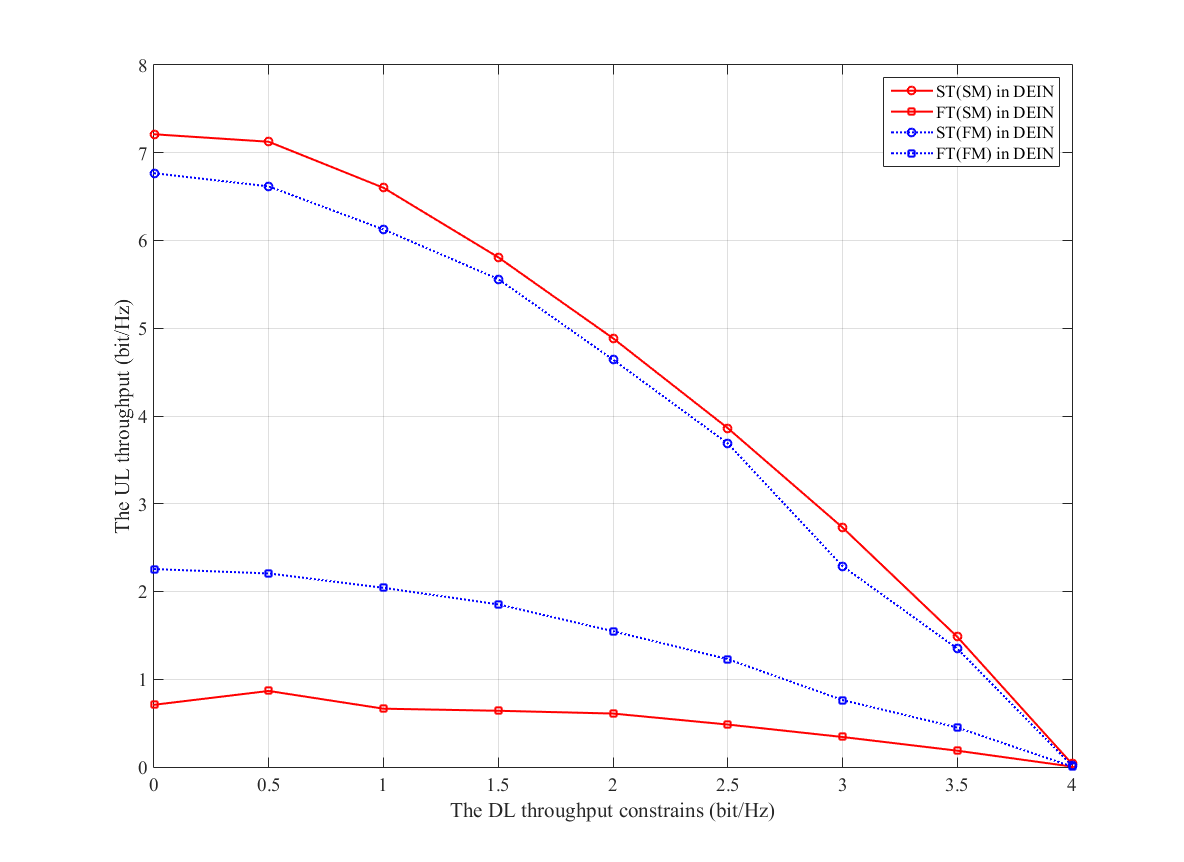 8
7
6
5
4
3
2
1
0
The UL throughput (bit/Hz)
ST(SM) in DEIN
FT(SM) in DEIN
ST(FM) in DEIN
FT(FM) in DEIN
0 0.5 1 1.5 2 2.5 3 3.5 4
The DL throughput constrains (bit/Hz)